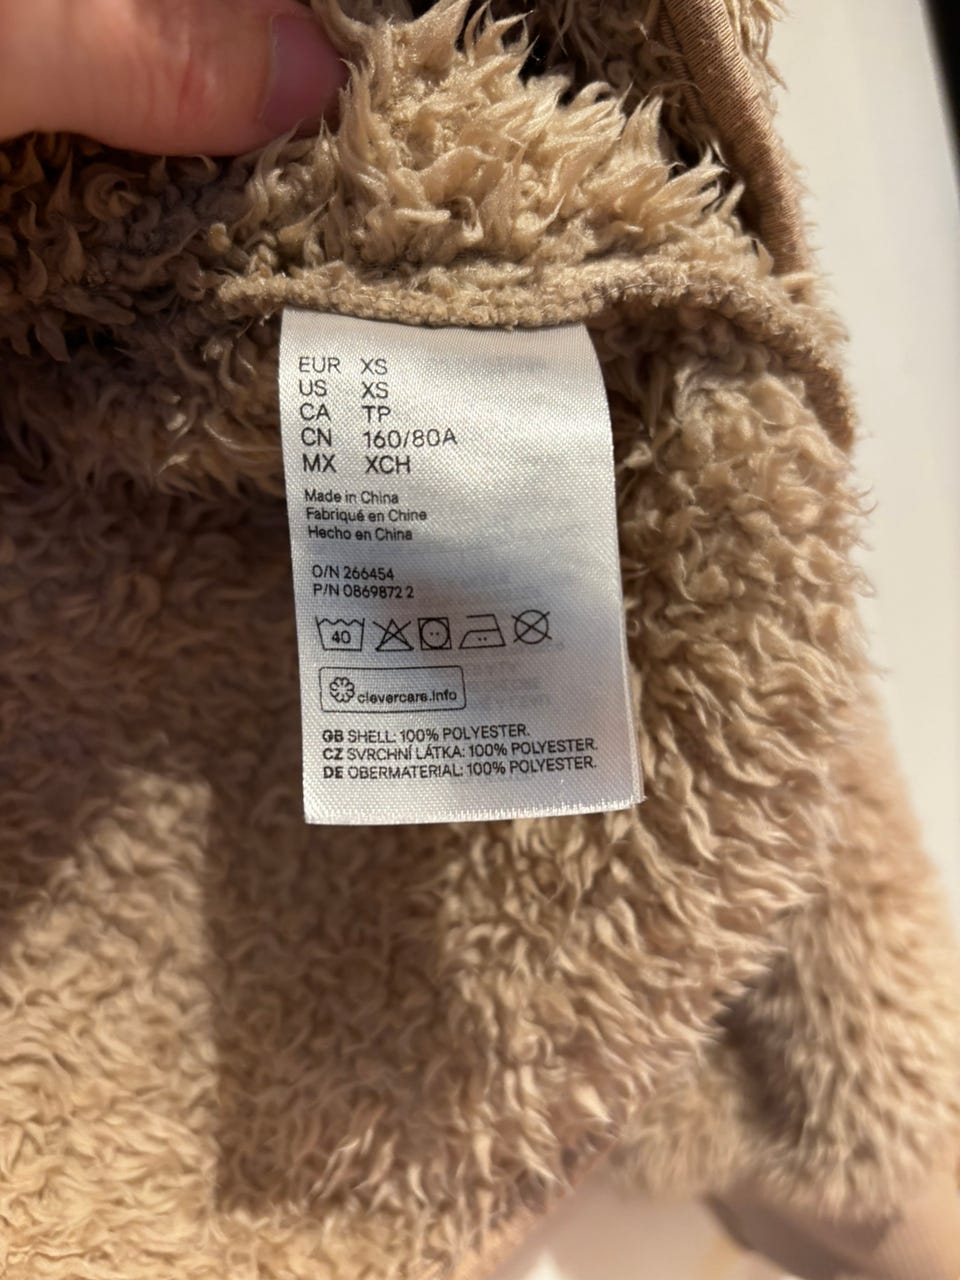 EUR XS
US XS
CA TP
CN 160/80A
MX XCH
Made in China
Fabriqué en Chine
Hecho en China
O/N 266454
P/N 0869872 2
40
clevercare.info
GB SHELL: 100% POLYESTER.
CZ SVRCHNÍ LÁTKA: 100% POLYESTER.
DE OBERMATERIAL: 100% POLYESTER.